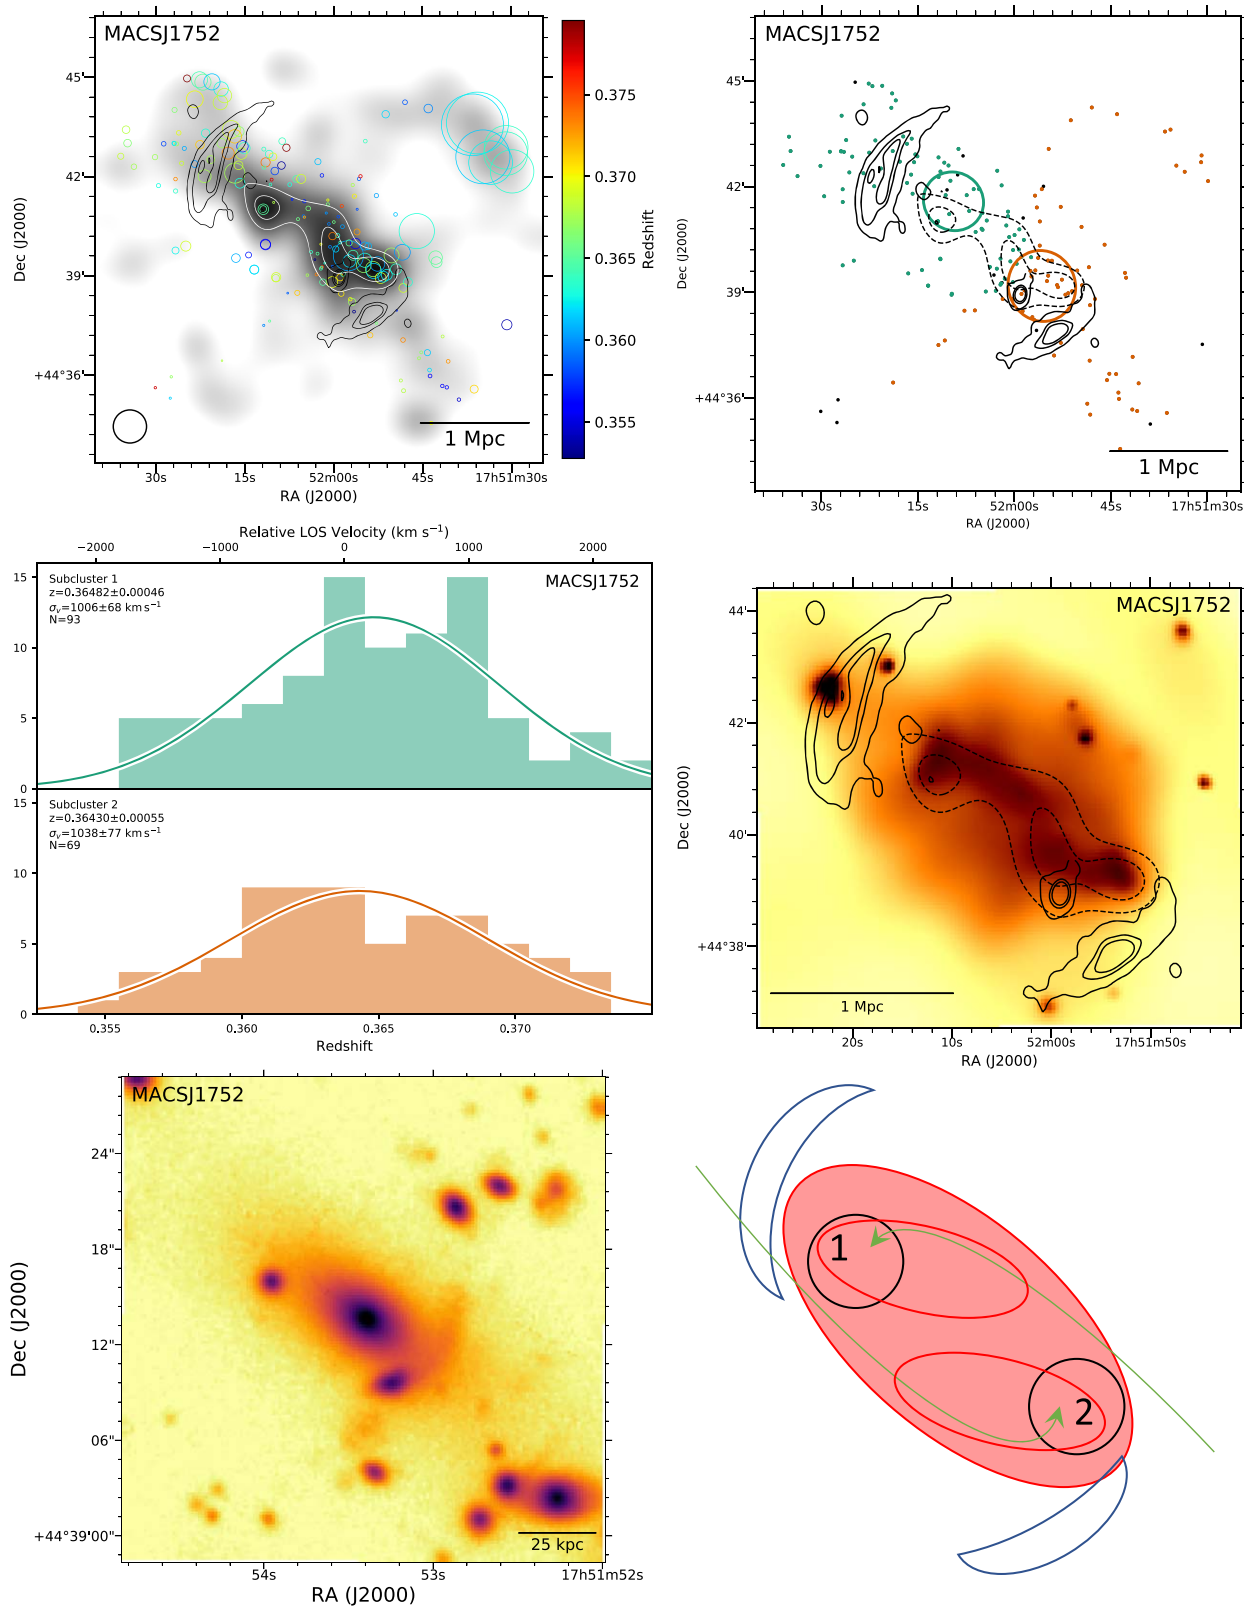 MACSJ1752
45'
42'
39'
+44°36'
Dec (J2000)
30s
15s
52m00s
45s
17h51m30s
RA (J2000)
1 Mpc
0.375
0.370
0.365
0.360
0.355
Redshift
MACSJ1752
45'
42'
39'
+44°36'
Dec (J2000)
30s
15s
52m00s
45s
17h51m30s
RA (J2000)
1 Mpc
Relative LOS Velocity (km s⁻¹)
−2000
−1000
0
1000
2000
Subcluster 1
z=0.36482±0.00046
σᵥ=1006±68 km s⁻¹
N=93
MACSJ1752
15
10
5
0
Subcluster 2
z=0.36430±0.00055
σᵥ=1038±77 km s⁻¹
N=69
15
10
5
0
0.355
0.360
0.365
0.370
Redshift
MACSJ1752
44'
42'
40'
+44°38'
Dec (J2000)
1 Mpc
20s
10s
52m00s
17h51m50s
RA (J2000)
MACSJ1752
24"
18"
12"
06"
+44°39'00"
Dec (J2000)
25 kpc
54s
53s
17h51m52s
RA (J2000)
1
2